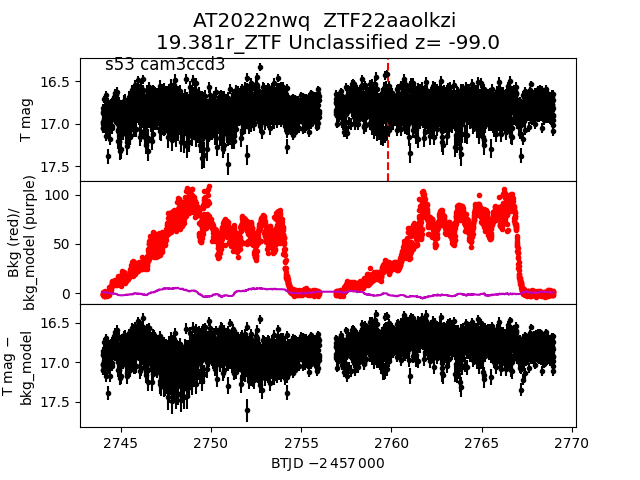 AT2022nwq ZTF22aaolkzi
19.381r_ZTF Unclassified z= -99.0
s53 cam3ccd3
T mag
16.5
17.0
17.5
Bkg (red)/
bkg_model (purple)
100
50
0
T mag −
bkg_model
16.5
17.0
17.5
2745 2750 2755 2760 2765 2770
BTJD −2 457 000